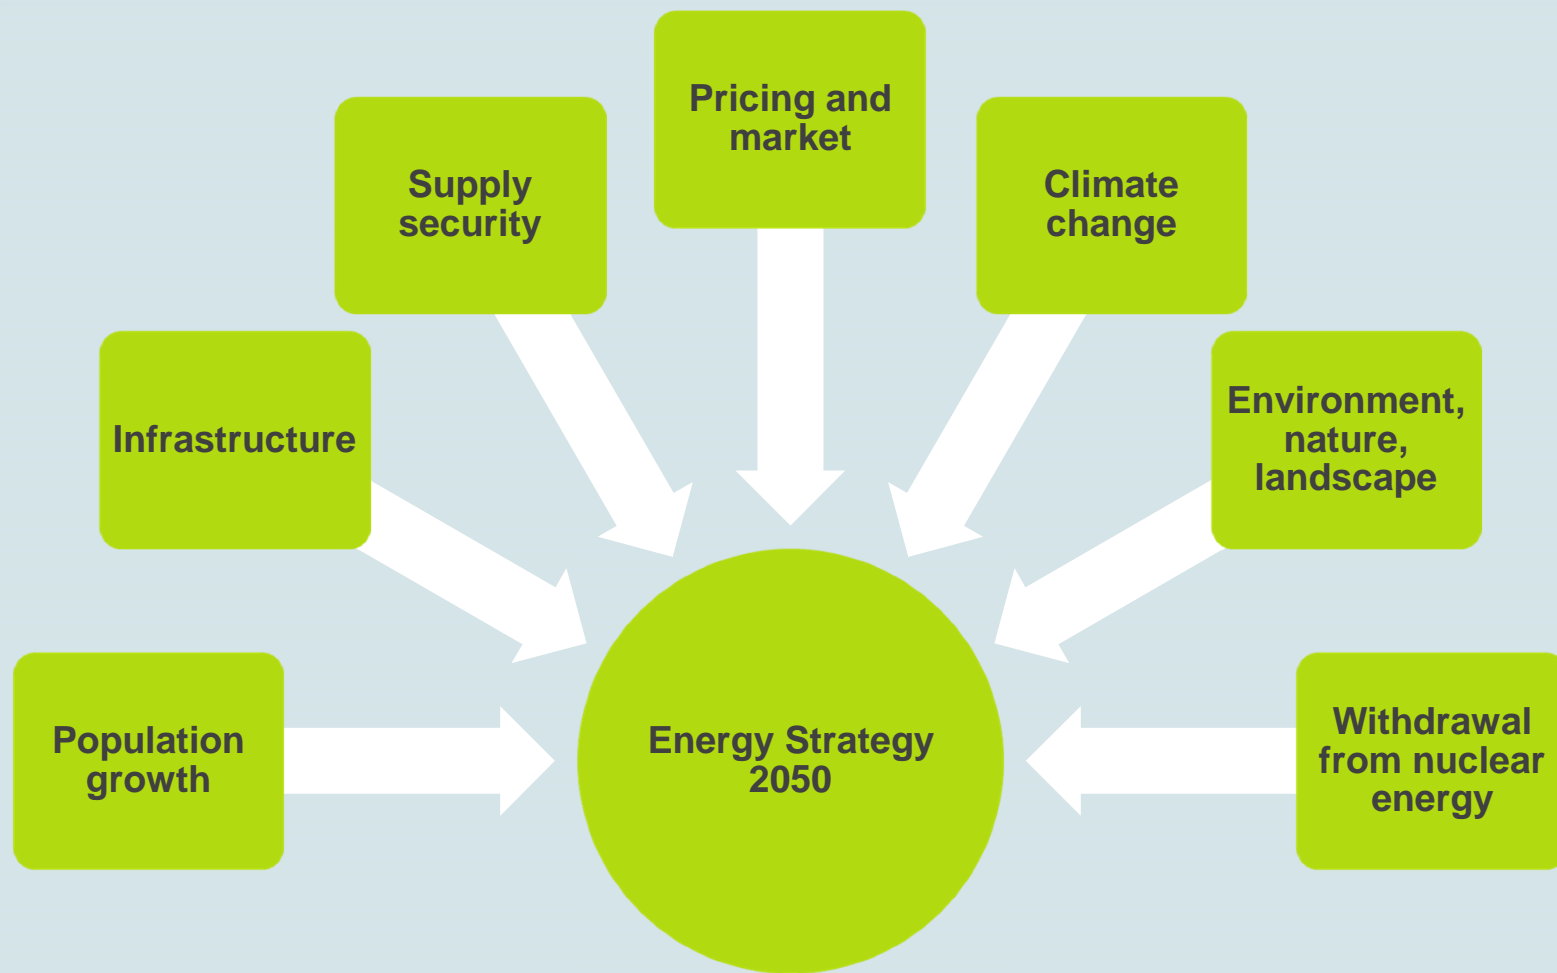 Pricing and
market
Supply
security
Climate
change
Infrastructure
Environment,
nature,
landscape
Population
growth
Energy Strategy
2050
Withdrawal
from nuclear
energy